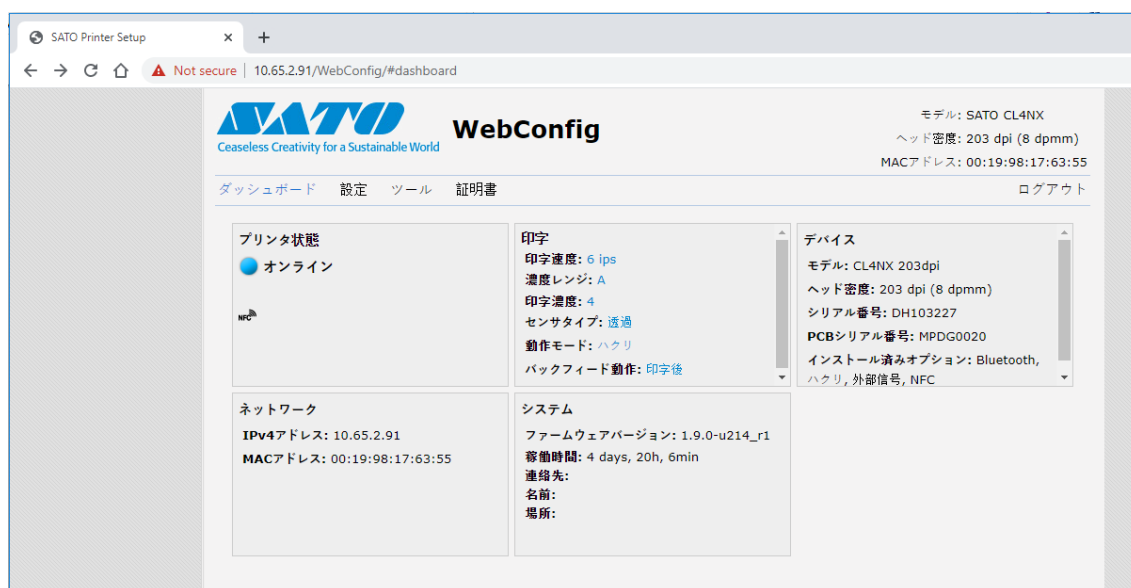 SATO Printer Setup
Not secure | 10.65.2.91/WebConfig/#dashboard
SATO
Ceaseless Creativity for a Sustainable World
WebConfig
モデル: SATO CL4NX
ヘッド密度: 203 dpi (8 dpmm)
MACアドレス: 00:19:98:17:63:55
ダッシュボード 設定 ツール 証明書 ログアウト
プリンタ状態
オンライン
NFC
印字
印字速度: 6 ips
濃度レンジ: A
印字濃度: 4
センサタイプ: 透過
動作モード: ハクリ
バックフィード動作: 印字後
デバイス
モデル: CL4NX 203dpi
ヘッド密度: 203 dpi (8 dpmm)
シリアル番号: DH103227
PCBシリアル番号: MPDG0020
インストール済みオプション: Bluetooth,
ハクリ, 外部信号, NFC
ネットワーク
IPv4アドレス: 10.65.2.91
MACアドレス: 00:19:98:17:63:55
システム
ファームウェアバージョン: 1.9.0-u214_r1
稼働時間: 4 days, 20h, 6min
連絡先:
名前:
場所: